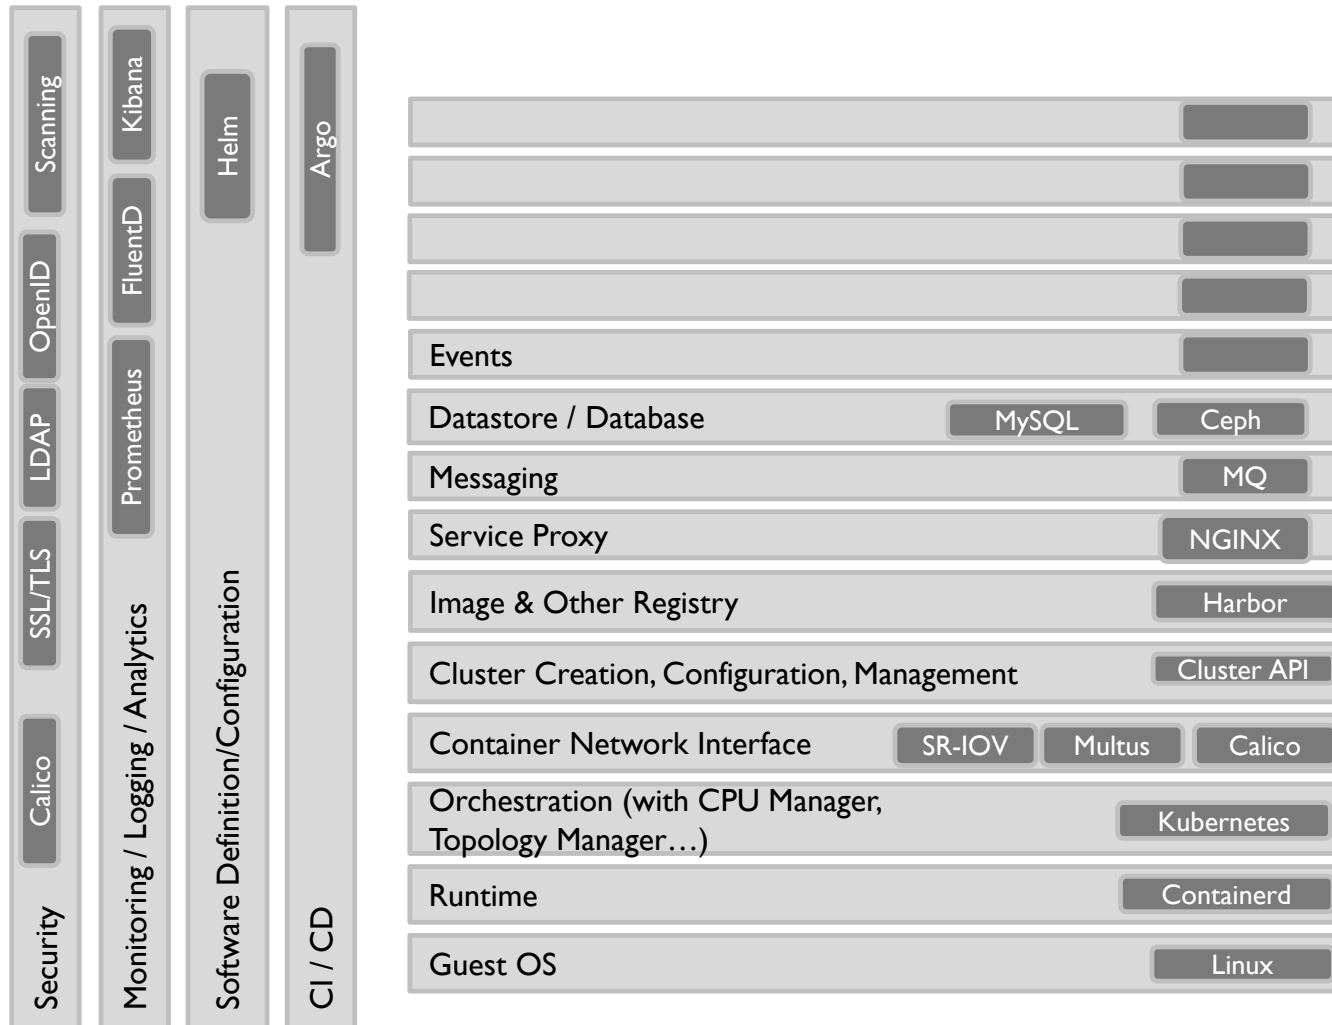 Scanning
OpenID
LDAP
SSL/TLS
Calico
Security
Kibana
FluentD
Prometheus
Monitoring / Logging / Analytics
Helm
Software Definition/Configuration
Argo
CI / CD
Events
Datastore / Database MySQL Ceph
Messaging MQ
Service Proxy NGINX
Image & Other Registry Harbor
Cluster Creation, Configuration, Management Cluster API
Container Network Interface SR-IOV Multus Calico
Orchestration (with CPU Manager,
Topology Manager…) Kubernetes
Runtime Containerd
Guest OS Linux